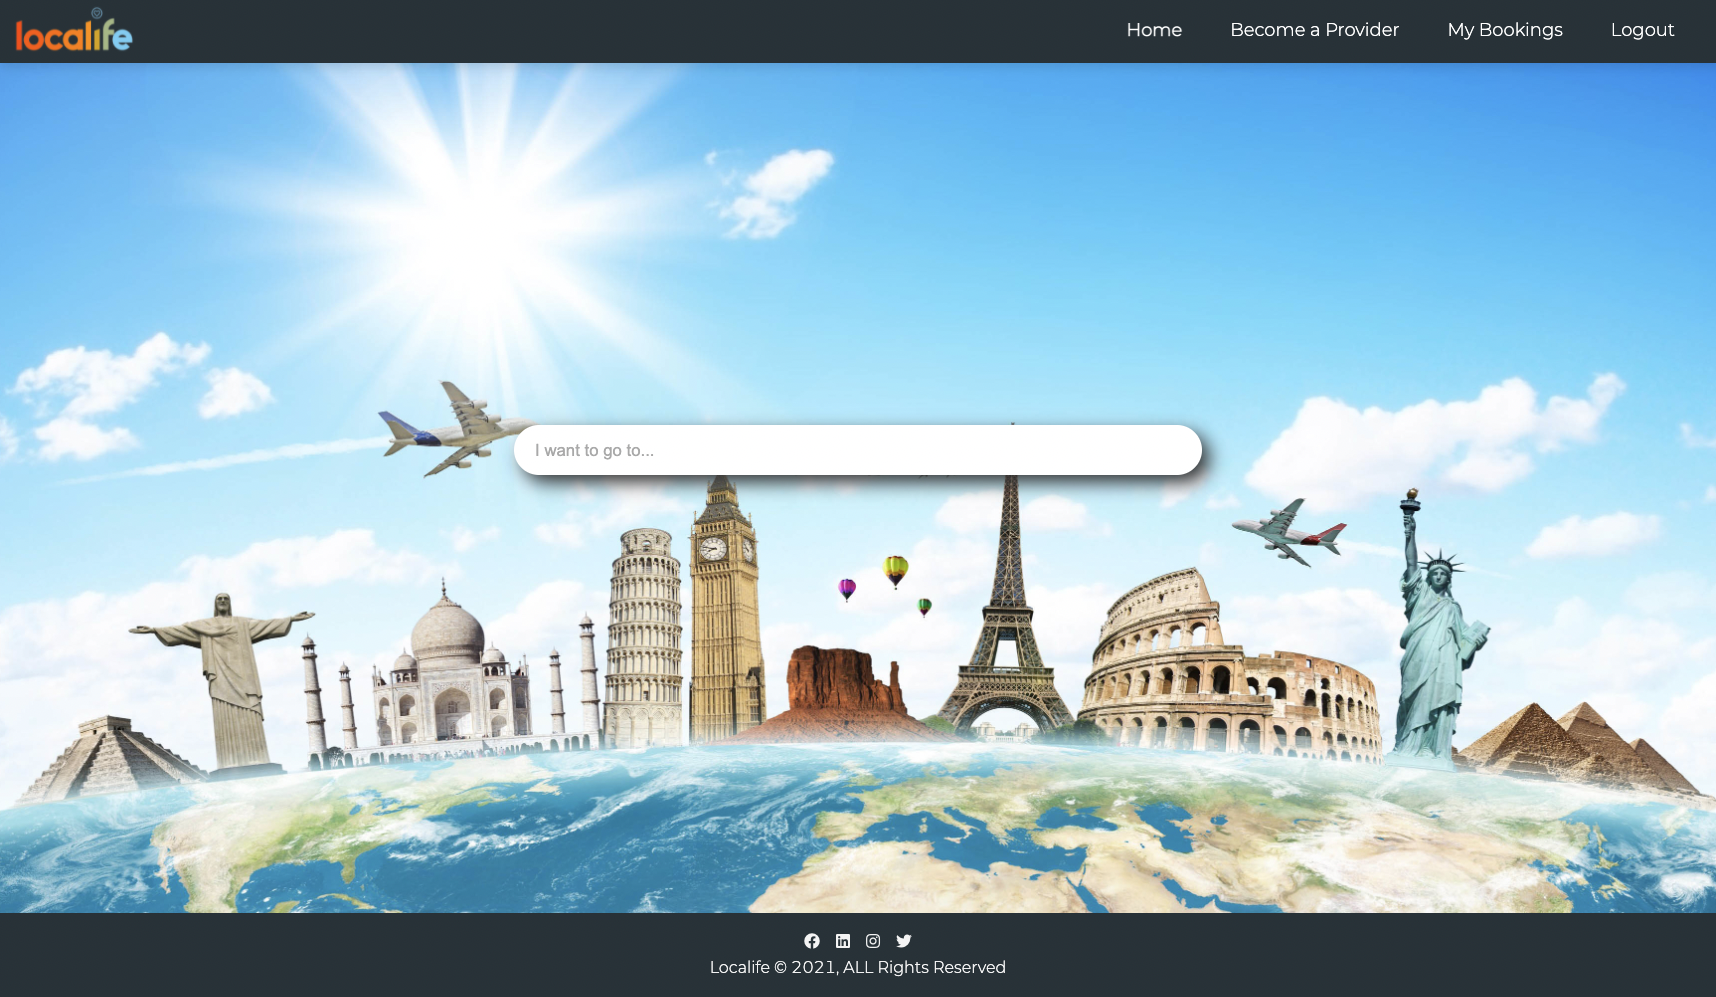 localife
Home Become a Provider My Bookings Logout
I want to go to...
Localife © 2021, ALL Rights Reserved